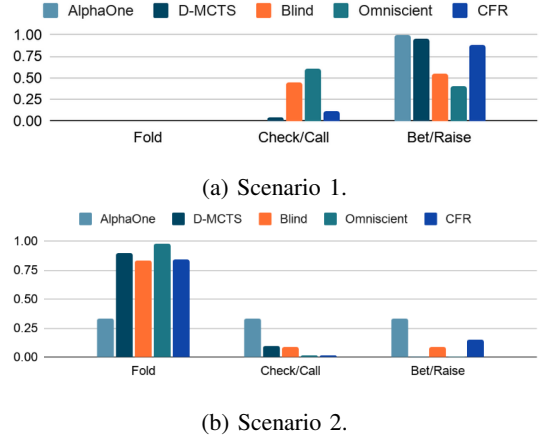 AlphaOne D-MCTS Blind Omniscient CFR
1.00
0.75
0.50
0.25
0.00
Fold Check/Call Bet/Raise
(a) Scenario 1.
AlphaOne D-MCTS Blind Omniscient CFR
1.00
0.75
0.50
0.25
0.00
Fold Check/Call Bet/Raise
(b) Scenario 2.